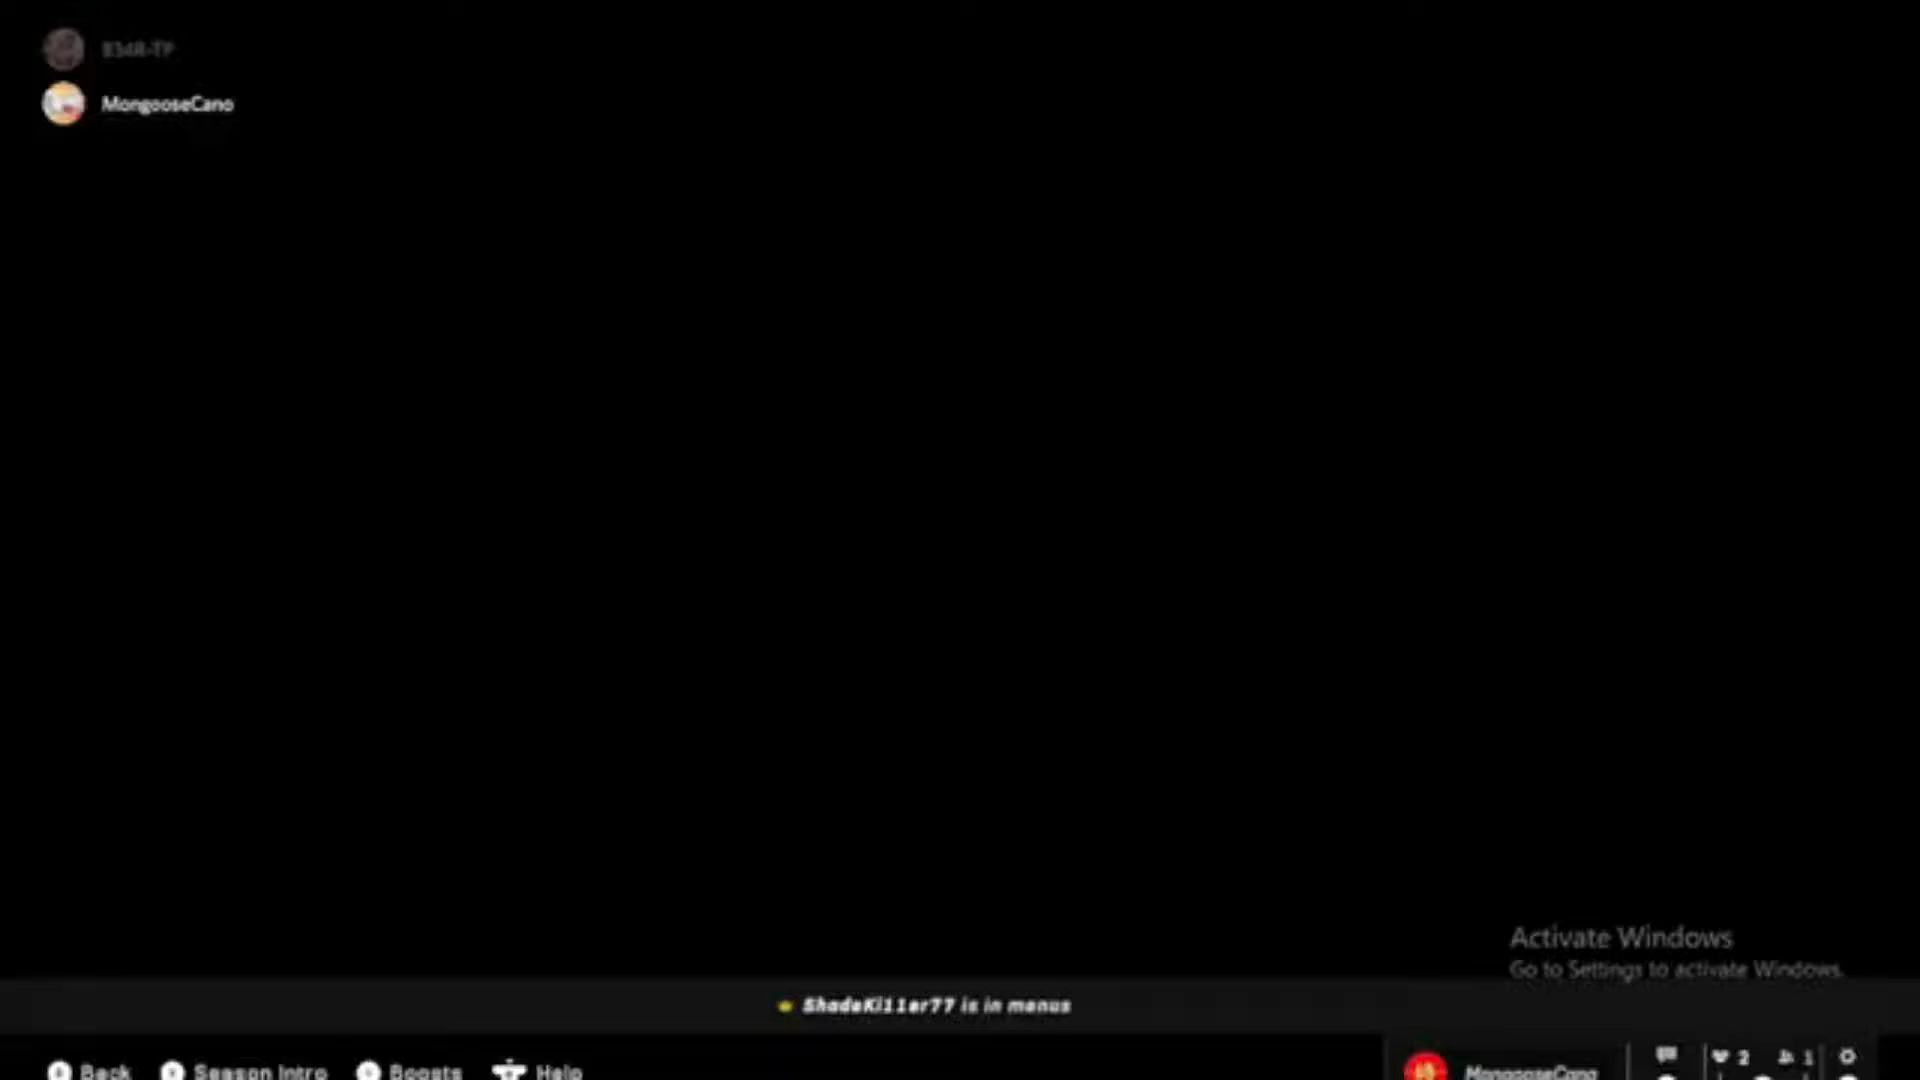 MongooseCano
Activate Windows
Go to Settings to activate Windows.
ShadeKi11er77 is in menus
Back Season Intro Boosts Help
MongooseCano 2 1